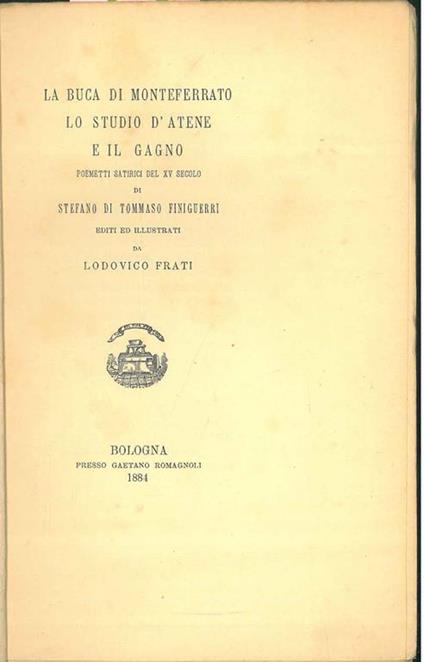 LA BUCA DI MONTEFERRATO
LO STUDIO D'ATENE
E IL GAGNO
POEMETTI SATIRICI DEL XV SECOLO
DI
STEFANO DI TOMMASO FINIGUERRI
EDITI ED ILLUSTRATI
DA
LODOVICO FRATI
BOLOGNA
PRESSO GAETANO ROMAGNOLI
1884